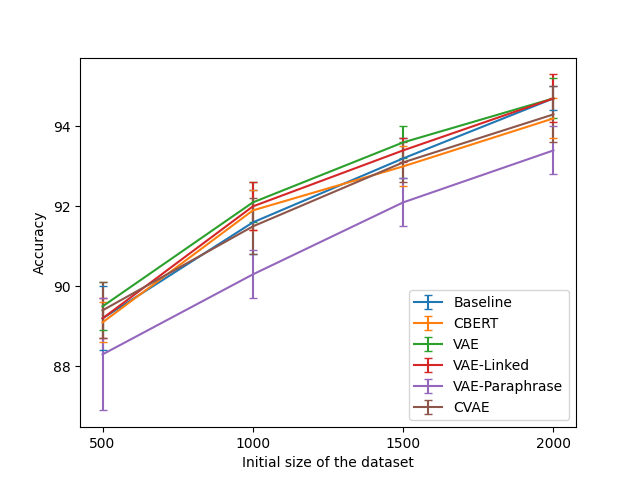 94
92
90
88
Accuracy
500
1000
1500
2000
Initial size of the dataset
Baseline
CBERT
VAE
VAE-Linked
VAE-Paraphrase
CVAE